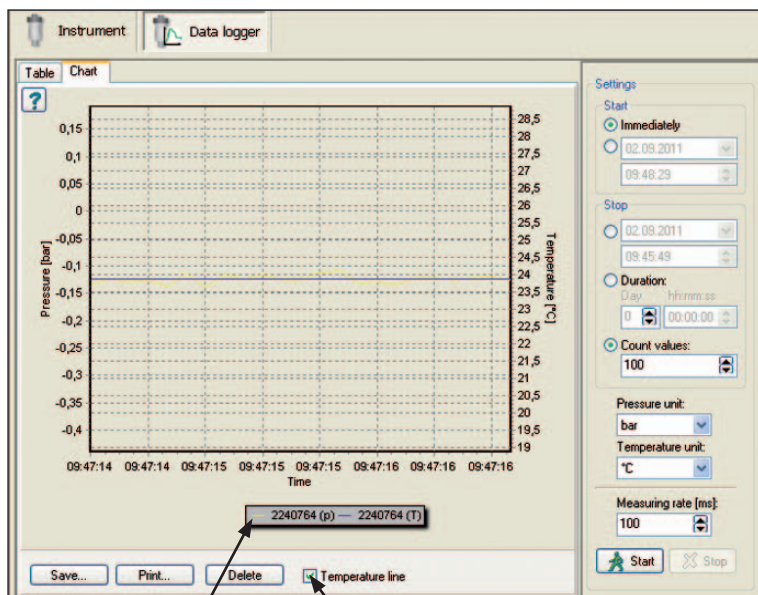 Instrument
Data logger
Table
Chart
?
0,15
0,1
0,05
0
-0,05
-0,1
-0,15
-0,2
-0,25
-0,3
-0,35
-0,4
Pressure [bar]
28,5
28
27,5
27
26,5
26
25,5
25
24,5
24
23,5
23
22,5
22
21,5
21
20,5
20
19,5
19
Temperature [°C]
09:47:14 09:47:14 09:47:15 09:47:15 09:47:15 09:47:16 09:47:16 09:47:16
Time
2240764 (p) 2240764 (T)
Save... Print... Delete Temperature line
Settings
Start
Immediately
02.09.2011
09:48:29
Stop
02.09.2011
09:45:49
Duration:
Day hh:mm:ss
0 00:00:00
Count values:
100
Pressure unit:
bar
Temperature unit:
°C
Measuring rate [ms]:
100
Start Stop